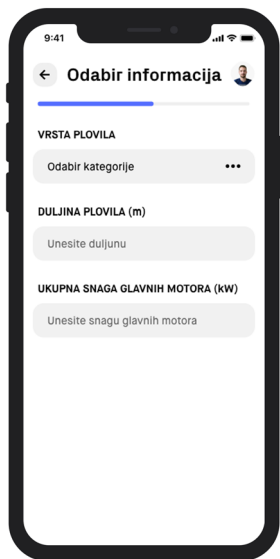 9:41
Odabir informacija
VRSTA PLOVILA
Odabir kategorije
DULJINA PLOVILA (m)
Unesite duljunu
UKUPNA SNAGA GLAVNIH MOTORA (kW)
Unesite snagu glavnih motora